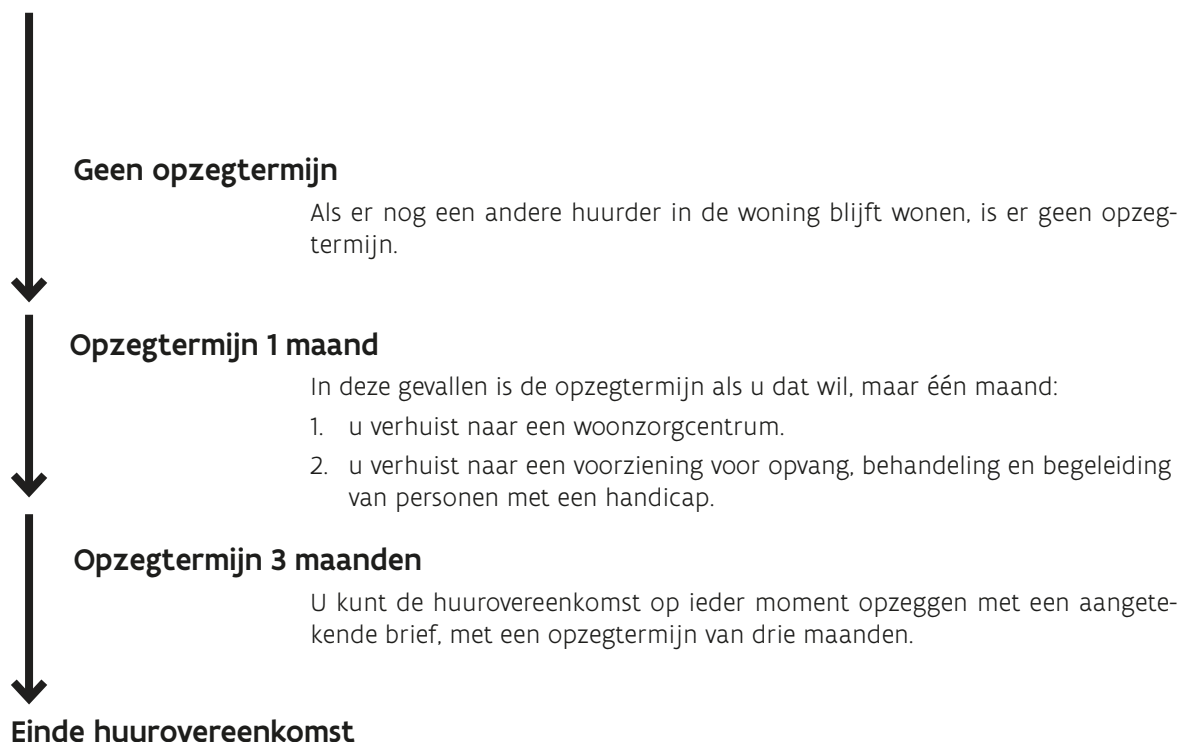 Geen opzegtermijn
Als er nog een andere huurder in de woning blijft wonen, is er geen opzeg-
termijn.
Opzegtermijn 1 maand
In deze gevallen is de opzegtermijn als u dat wil, maar één maand:
1. u verhuist naar een woonzorgcentrum.
2. u verhuist naar een voorziening voor opvang, behandeling en begeleiding
van personen met een handicap.
Opzegtermijn 3 maanden
U kunt de huurovereenkomst op ieder moment opzeggen met een aangete-
kende brief, met een opzegtermijn van drie maanden.
Einde huurovereenkomst